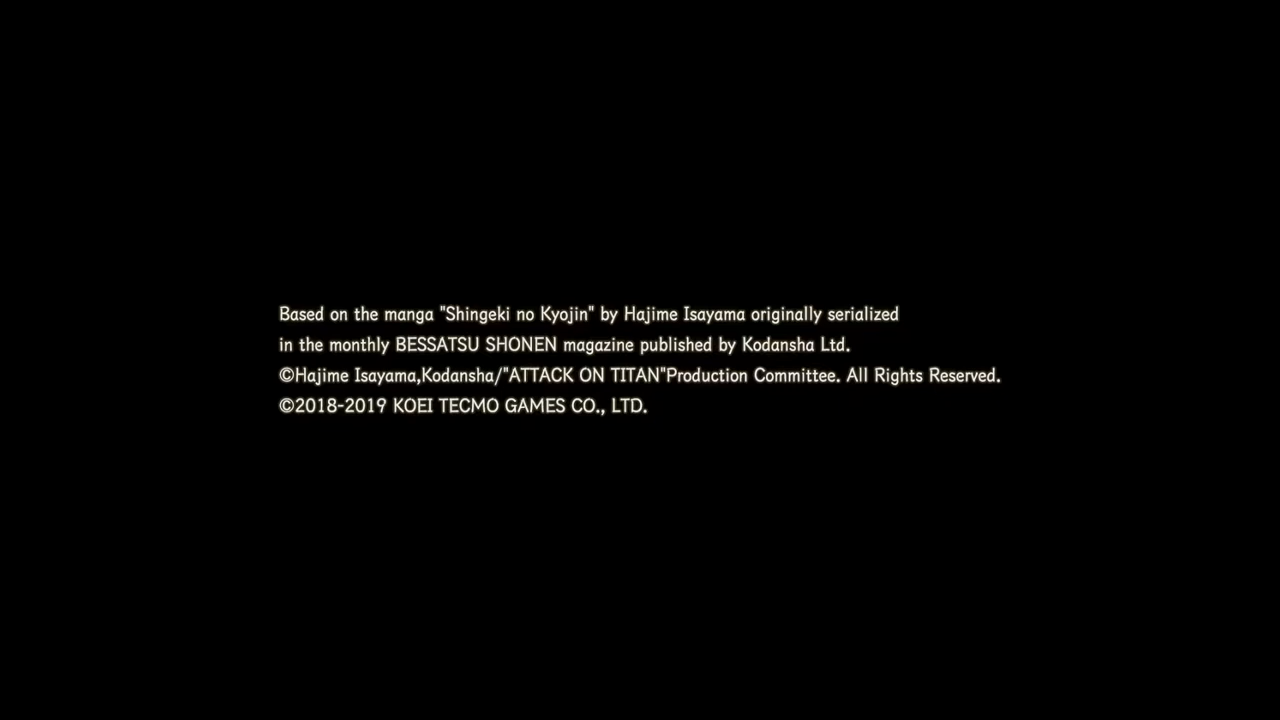 Based on the manga "Shingeki no Kyojin" by Hajime Isayama originally serialized
in the monthly BESSATSU SHONEN magazine published by Kodansha Ltd.
©Hajime Isayama,Kodansha/"ATTACK ON TITAN"Production Committee. All Rights Reserved.
©2018-2019 KOEI TECMO GAMES CO., LTD.